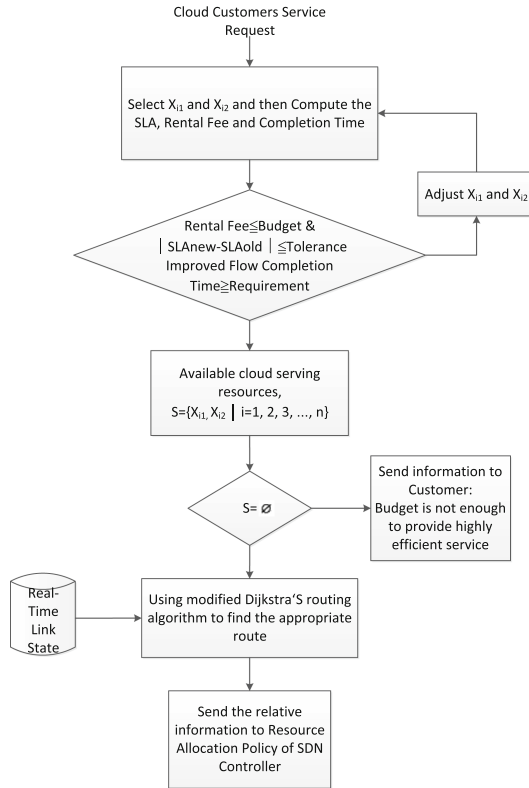 Cloud Customers Service
Request
Select Xi1 and Xi2 and then Compute the
SLA, Rental Fee and Completion Time
Adjust Xi1 and Xi2
Rental Fee≦Budget &
| SLAnew-SLAold | ≦Tolerance
Improved Flow Completion
Time≧Requirement
Available cloud serving
resources,
S={Xi1, Xi2 | i=1, 2, 3, ..., n}
S= ∅
Send information to
Customer:
Budget is not enough
to provide highly
efficient service
Real-
Time
Link
State
Using modified Dijkstra‘S routing
algorithm to find the appropriate
route
Send the relative
information to Resource
Allocation Policy of SDN
Controller